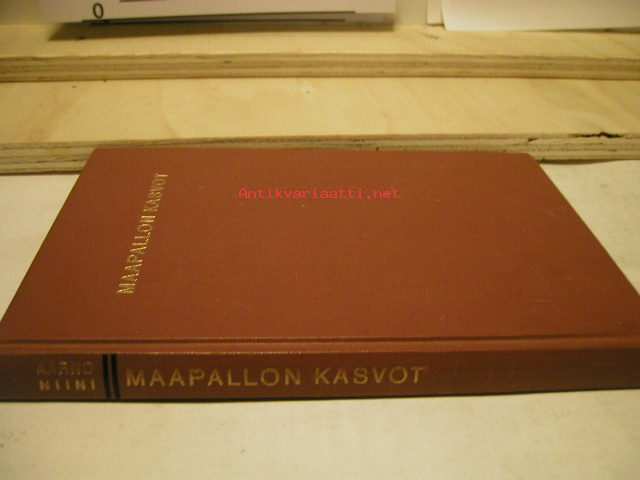 O
Antikvariaatti.net
MAAPALLON KASVOT
AARNO
NIINI
MAAPALLON KASVOT